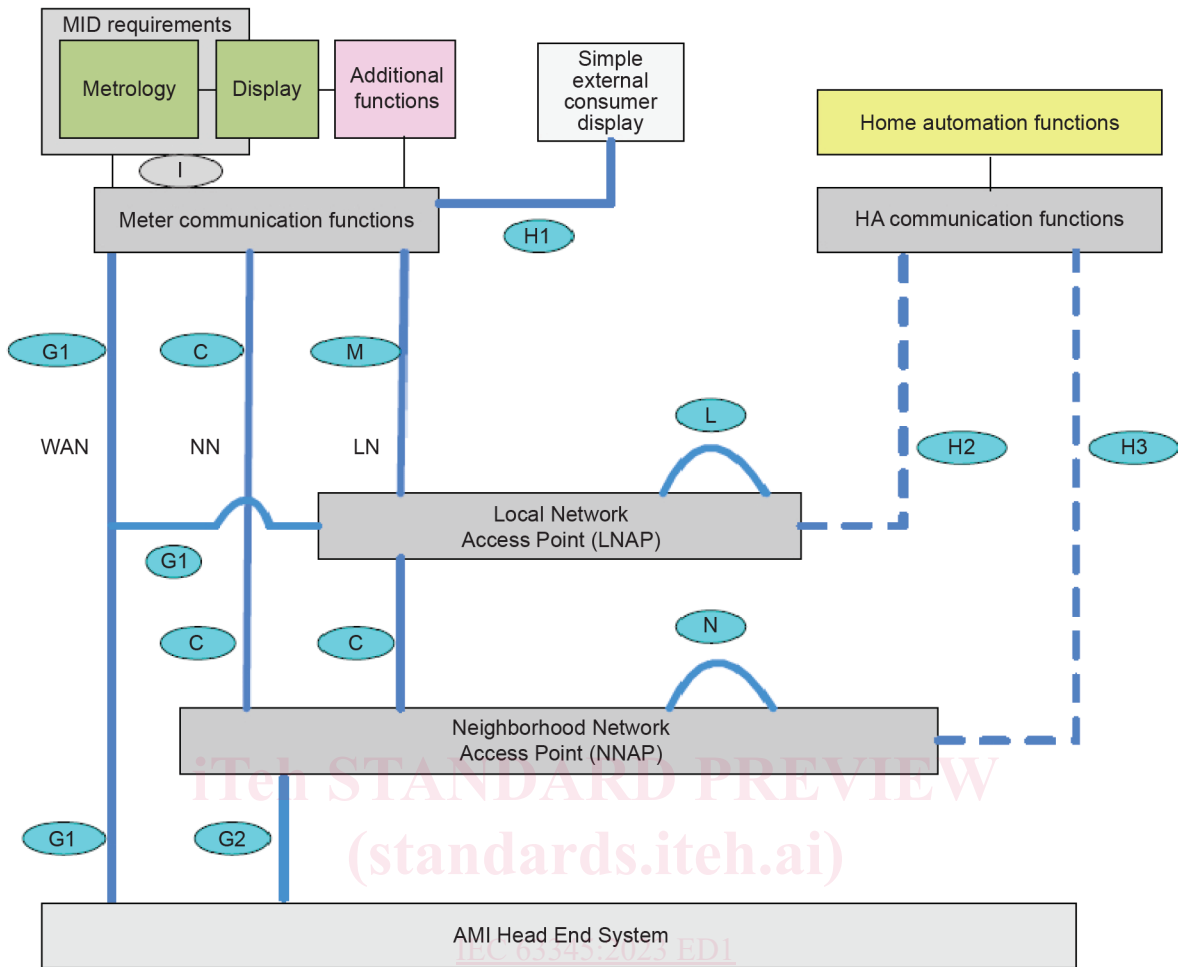 MID requirements
Metrology
Display
Additional
functions
Simple
external
consumer
display
Home automation functions
I
Meter communication functions
H1
HA communication functions
G1
C
M
L
WAN
NN
LN
H2
H3
Local Network
Access Point (LNAP)
G1
C
C
N
Neighborhood Network
Access Point (NNAP)
iTeh STANDARD PREVIEW
G1
G2
(standards.iteh.ai)
AMI Head End System
IEC 63345:2023 ED1